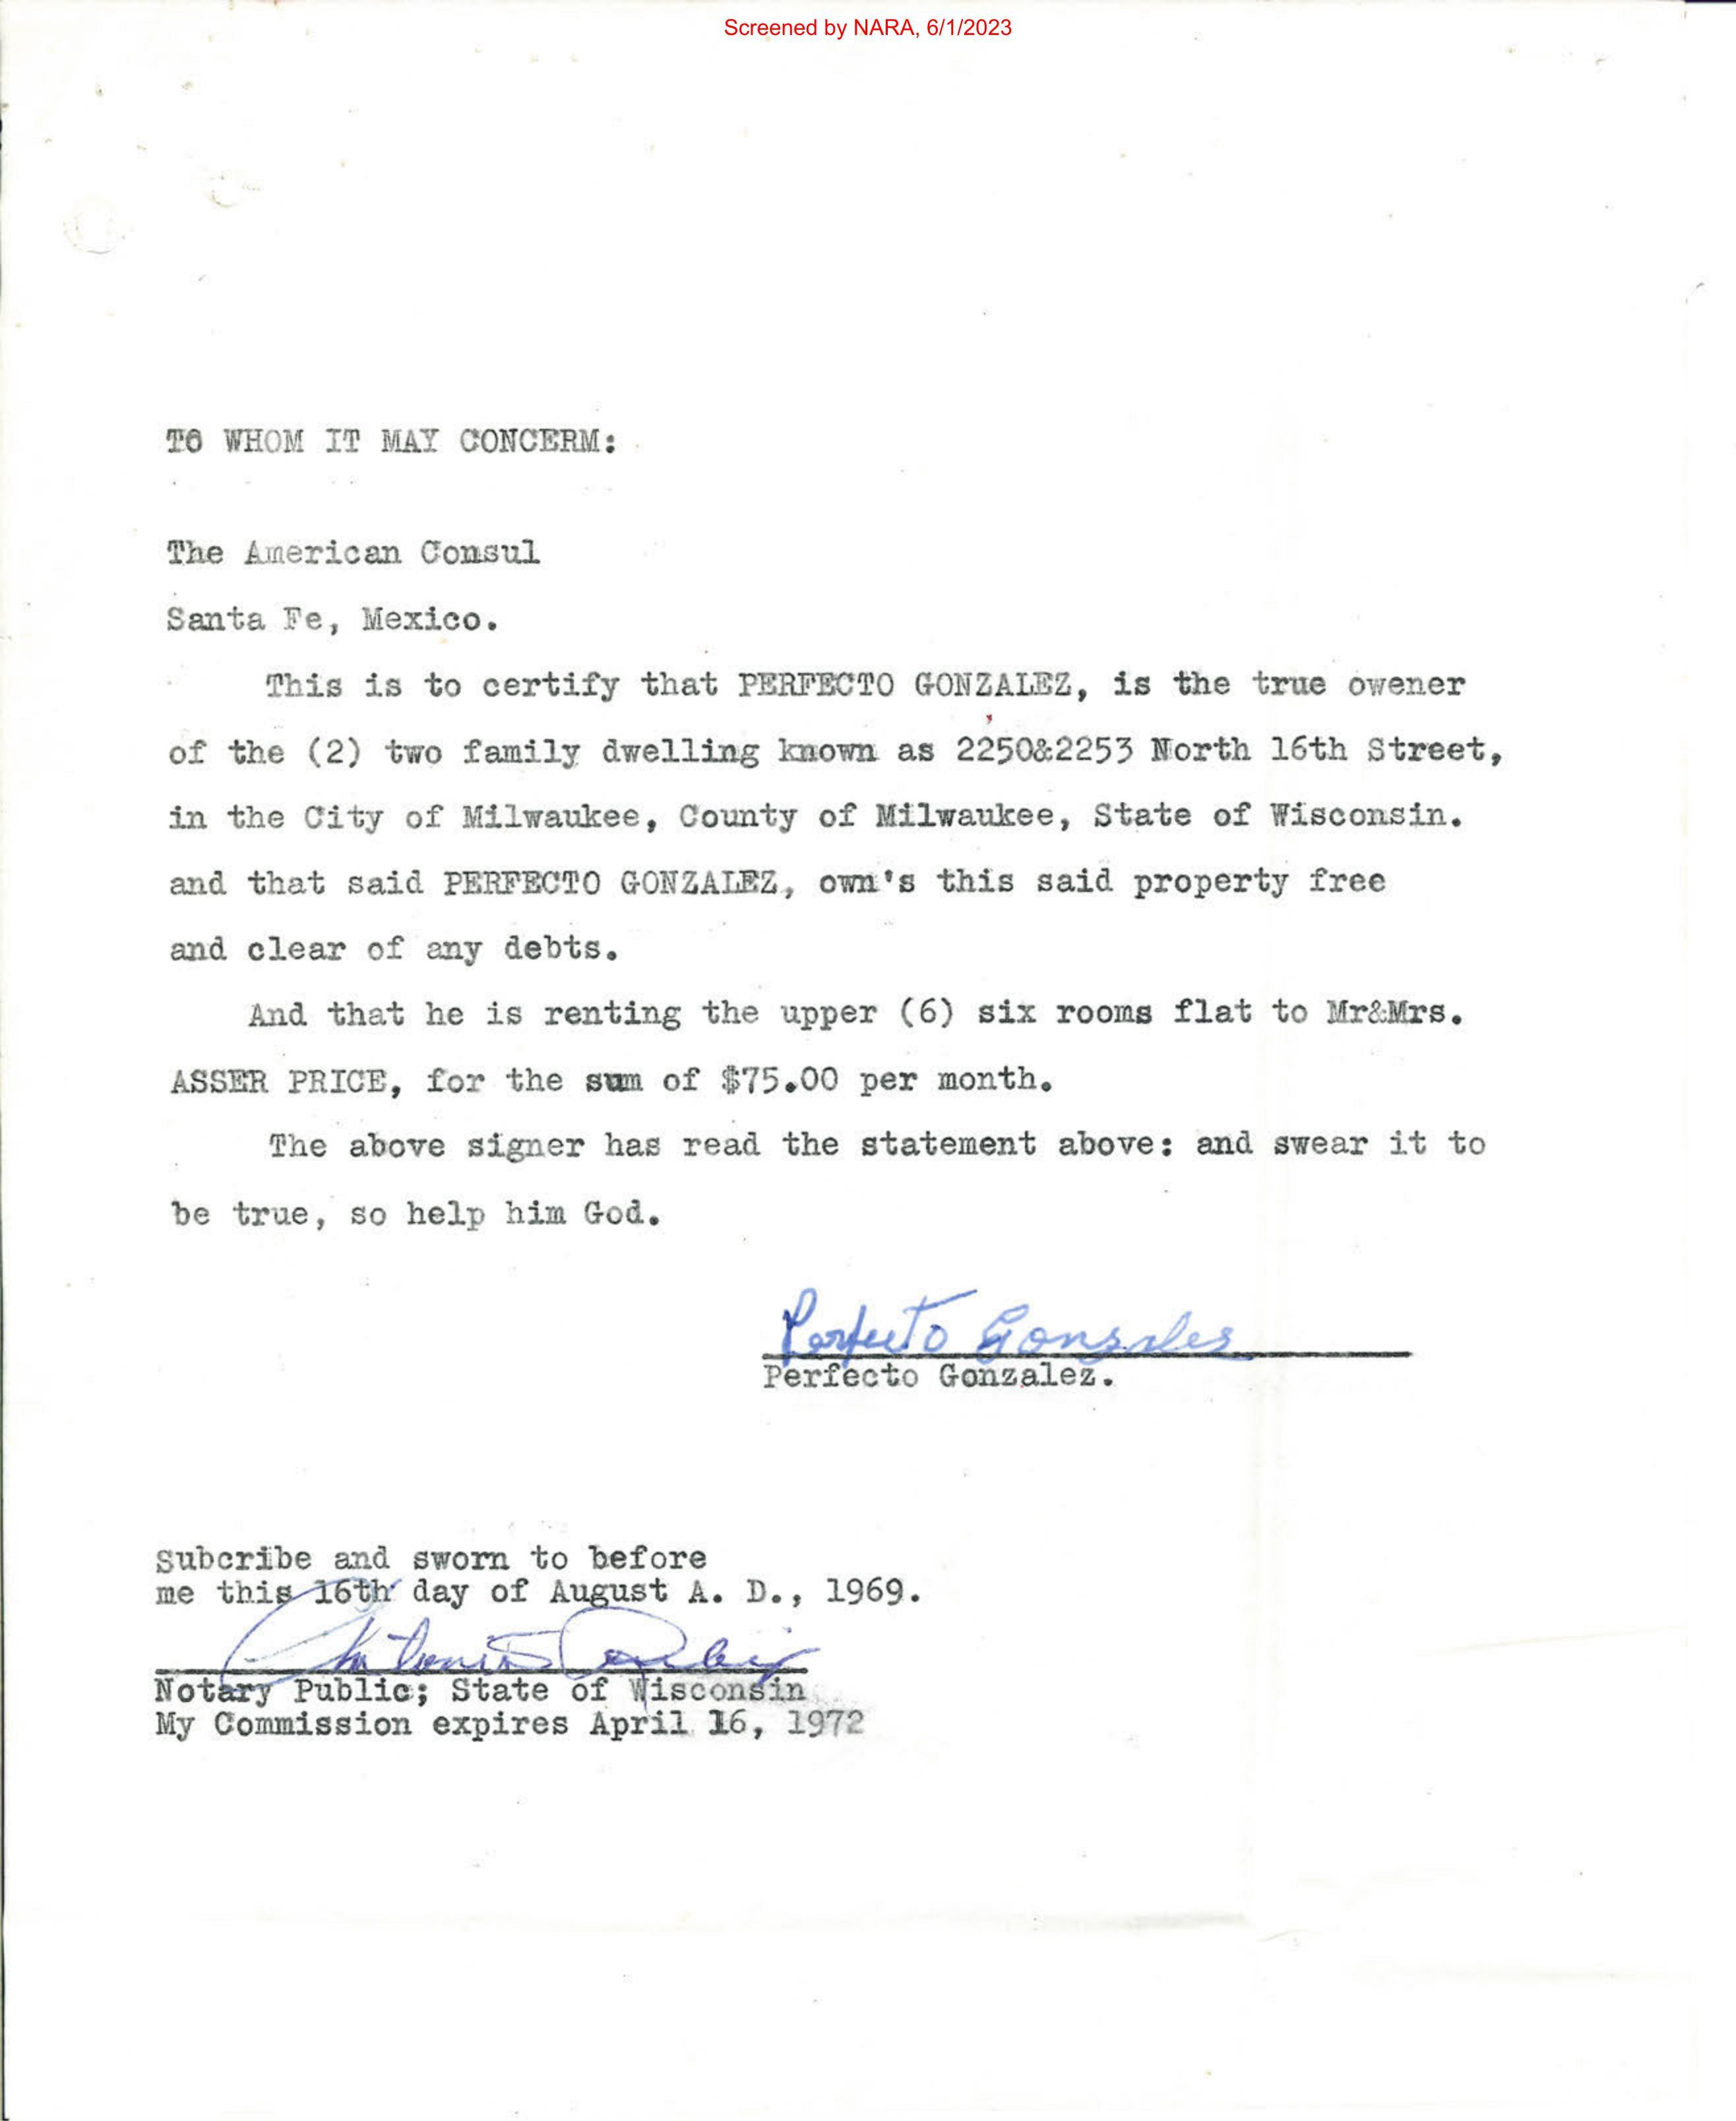 Screened by NARA, 6/1/2023
TO WHOM IT MAY CONCERM:
The American Consul
Santa Fe, Mexico.
This is to certify that PERFECTO GONZALEZ, is the true owener
of the (2) two family dwelling known as 2250&2253 North 16th Street,
in the City of Milwaukee, County of Milwaukee, State of Wisconsin.
and that said PERFECTO GONZALEZ, own's this said property free
and clear of any debts.
And that he is renting the upper (6) six rooms flat to Mr&Mrs.
ASSER PRICE, for the sum of $75.00 per month.
The above signer has read the statement above: and swear it to
be true, so help him God.
Perfecto Gonzales
Perfecto Gonzalez.
Subcribe and sworn to before
me this 16th day of August A. D., 1969.
Notary Public; State of Wisconsin
My Commission expires April 16, 1972